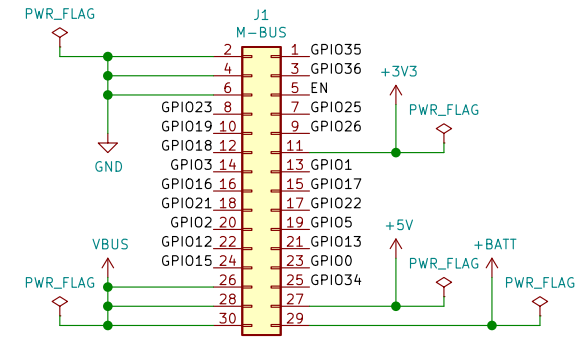 PWR_FLAG
J1
M-BUS
2 1 GPIO35
4 3 GPIO36
+3V3
6 5 EN
GPIO23 8 7 GPIO25
PWR_FLAG
GPIO19 10 9 GPIO26
GPIO18 12 11
GND
GPIO3 14 13 GPIO1
GPIO16 16 15 GPIO17
GPIO21 18 17 GPIO22
GPIO2 20 19 GPIO5
+5V
GPIO12 22 21 GPIO13
VBUS
+BATT
GPIO15 24 23 GPIO0
PWR_FLAG
PWR_FLAG
26 25 GPIO34
PWR_FLAG
28 27
30 29